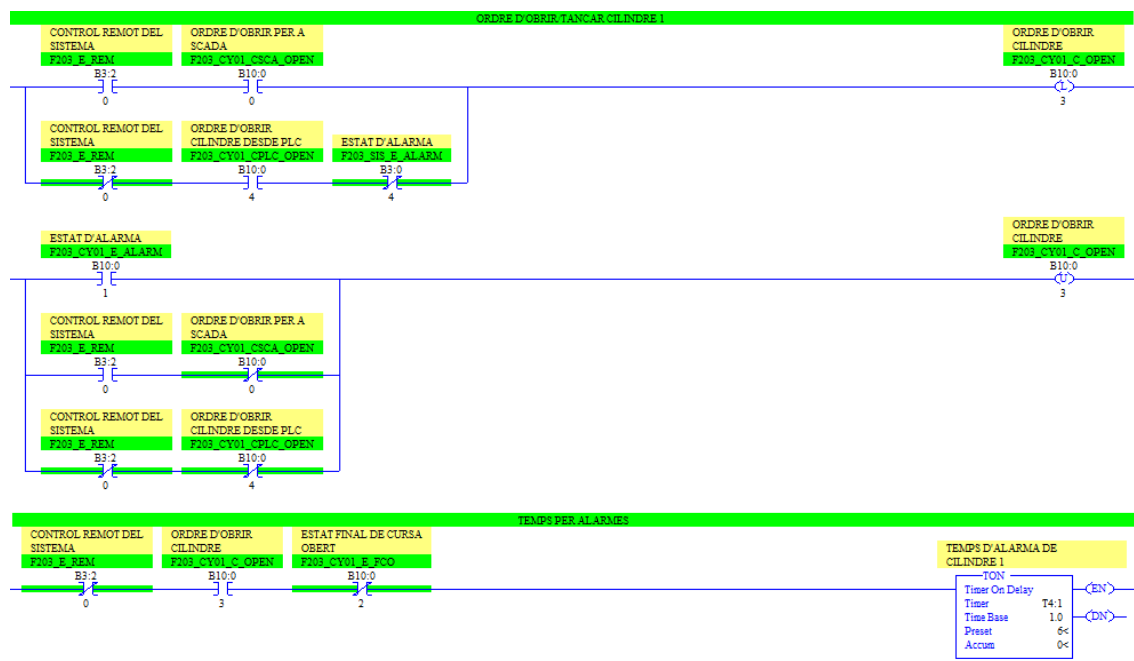 ORDRE D'OBRIR/TANCAR CILINDRE 1
CONTROL REMOT DEL
SISTEMA
F203_E_REM
B3:2
0
ORDRE D'OBRIR PER A
SCADA
F203_CY01_CSCA_OPEN
B10:0
0
ORDRE D'OBRIR
CILINDRE
F203_CY01_C_OPEN
B10:0
L
3
CONTROL REMOT DEL
SISTEMA
F203_E_REM
B3:2
0
ORDRE D'OBRIR
CILINDRE DESDE PLC
F203_CY01_CPLC_OPEN
B10:0
4
ESTAT D'ALARMA
F203_SIS_E_ALARM
B3:0
4
ESTAT D'ALARMA
F203_CY01_E_ALARM
B10:0
1
ORDRE D'OBRIR
CILINDRE
F203_CY01_C_OPEN
B10:0
U
3
CONTROL REMOT DEL
SISTEMA
F203_E_REM
B3:2
0
ORDRE D'OBRIR PER A
SCADA
F203_CY01_CSCA_OPEN
B10:0
0
CONTROL REMOT DEL
SISTEMA
F203_E_REM
B3:2
0
ORDRE D'OBRIR
CILINDRE DESDE PLC
F203_CY01_CPLC_OPEN
B10:0
4
TEMPS PER ALARMES
CONTROL REMOT DEL
SISTEMA
F203_E_REM
B3:2
0
ORDRE D'OBRIR
CILINDRE
F203_CY01_C_OPEN
B10:0
3
ESTAT FINAL DE CURSA
OBERT
F203_CY01_E_FCO
B10:0
2
TEMPS D'ALARMA DE
CILINDRE 1
TON
Timer On Delay
Timer T4:1
Time Base 1.0
Preset 6<
Accum 0<
EN
DN